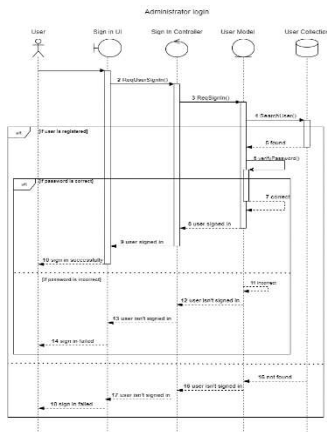 Administrator login
User
Sign In UI
Sign In Controller
User Model
User Collection
2 ReqUserSignIn()
3 ReqSignIn()
4 SearchUser()
alt
[if user is registered]
5 found
6 verifyPassword()
alt
[if password is correct]
7 correct
8 user signed in
9 user signed in
10 sign in successfully
[if password is incorrect]
11 incorrect
12 user isn't signed in
13 user isn't signed in
14 sign in failed
15 not found
16 user isn't signed in
17 user isn't signed in
18 sign in failed